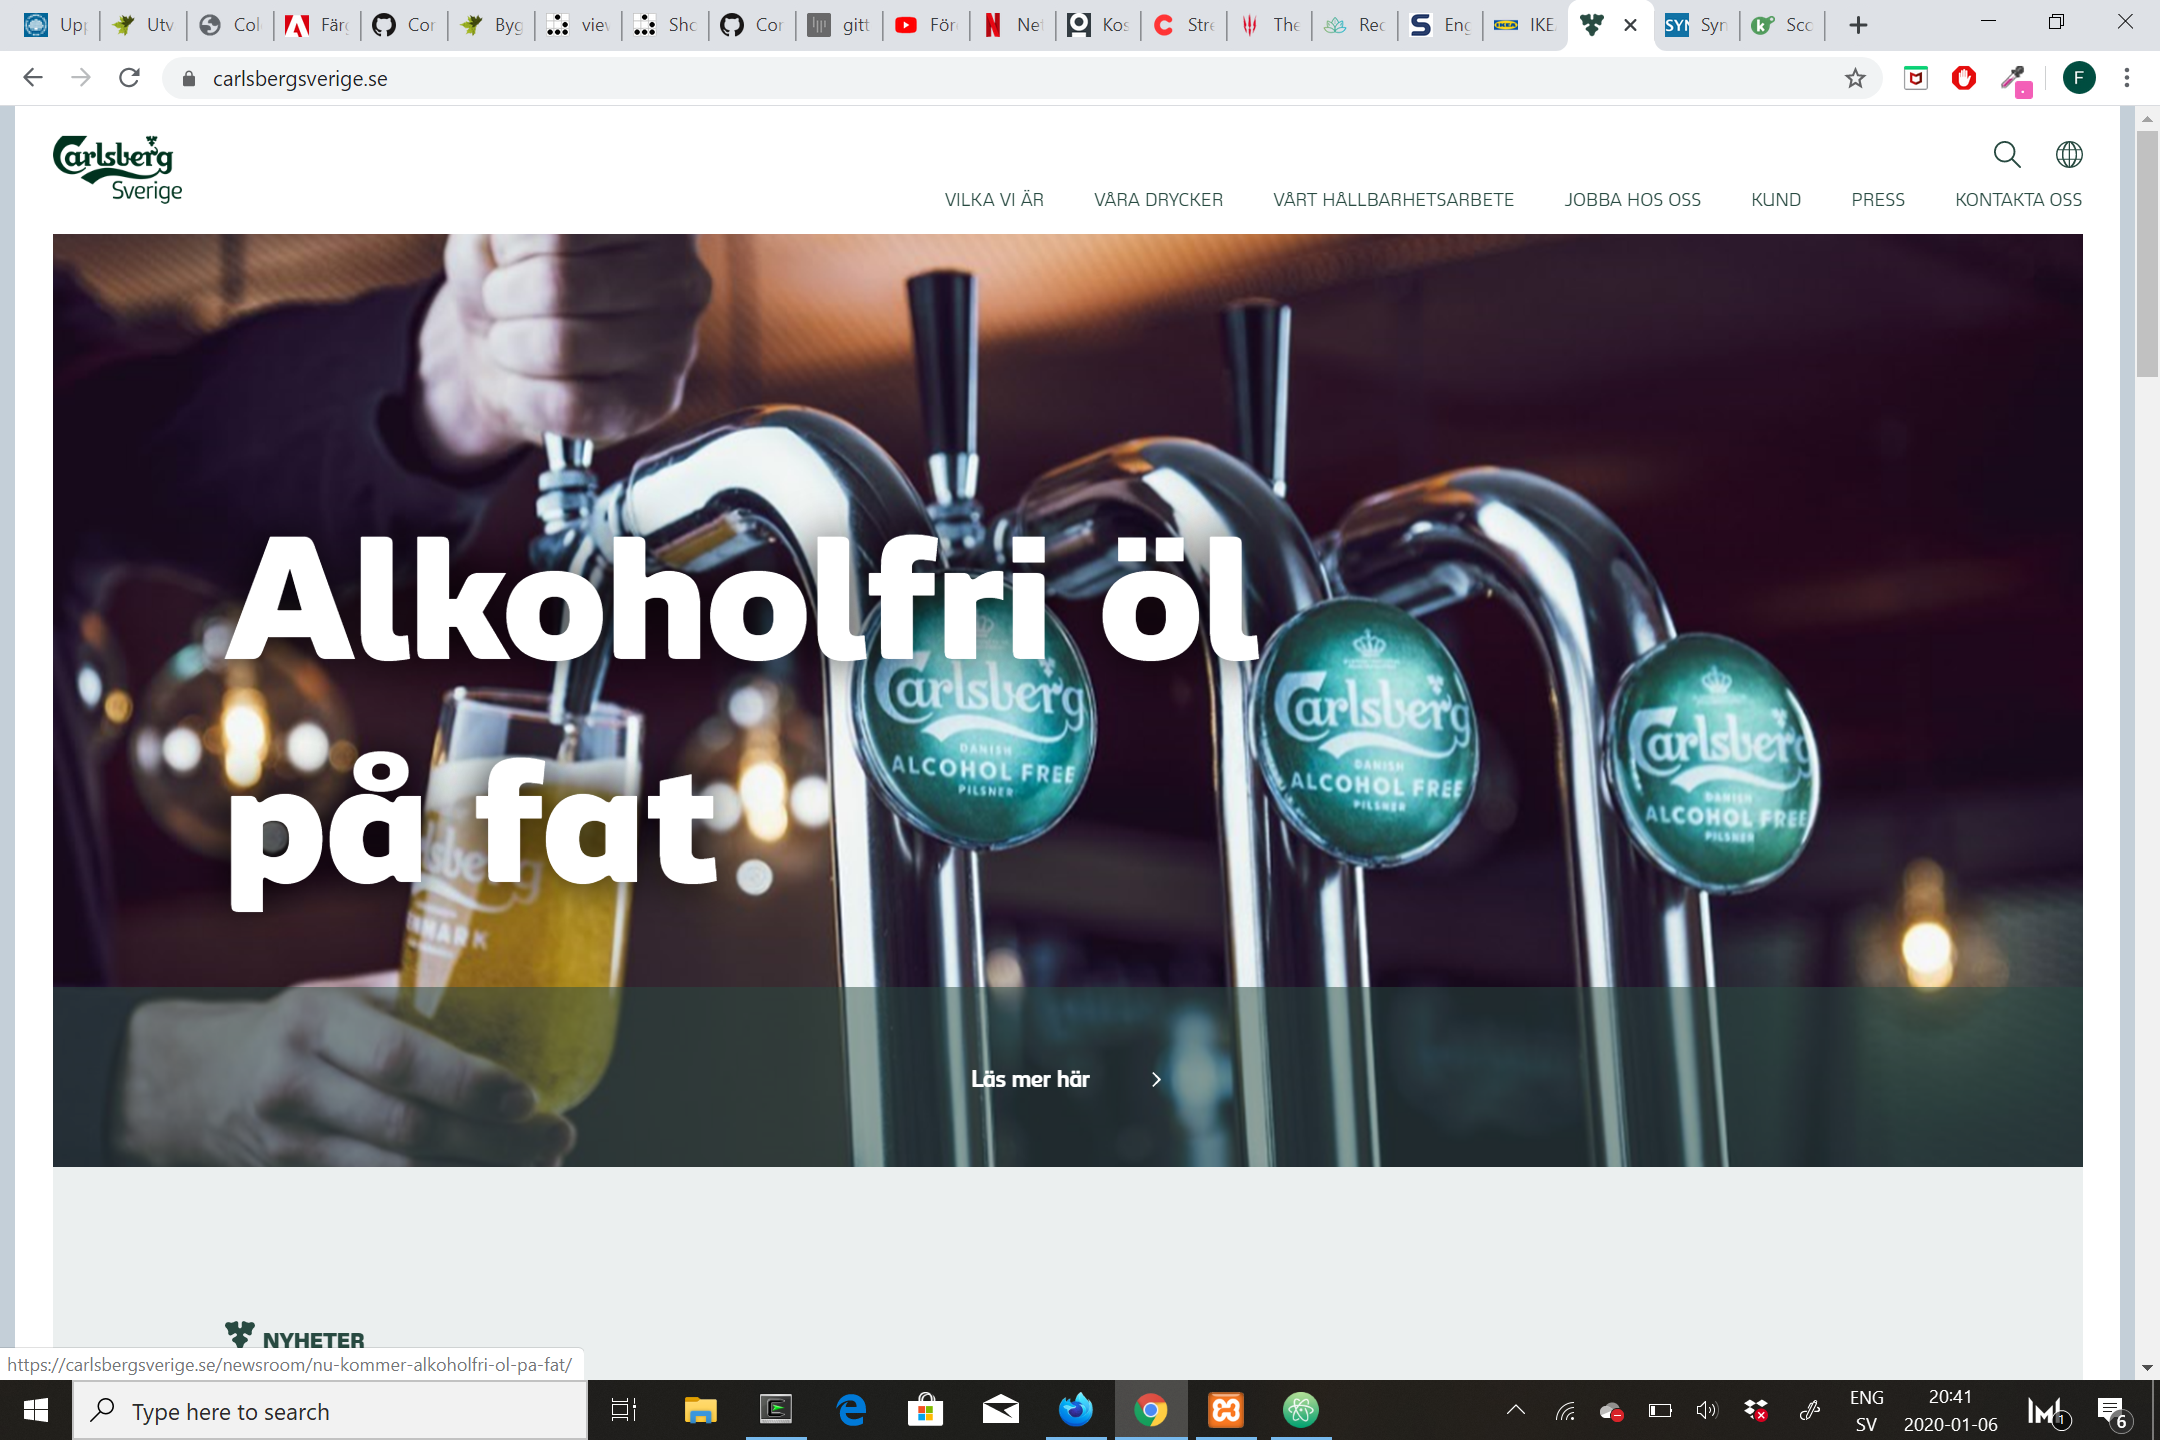 Upp
Utv
Col
Färg
Cor
Byg
view
Sho
Cor
gitt
För
Net
Kos
Stre
The
Rec
Eng
IKEA
Syn
Sco
carlsbergsverige.se
F
Carlsberg
Sverige
VILKA VI ÄR
VÅRA DRYCKER
VÅRT HÅLLBARHETSARBETE
JOBBA HOS OSS
KUND
PRESS
KONTAKTA OSS
Alkoholfri öl
på fat
Carlsberg
DANISH
ALCOHOL FREE
PILSNER
Carlsberg
DANISH
ALCOHOL FREE
PILSNER
Carlsberg
DANISH
ALCOHOL FREE
PILSNER
Läs mer här
NYHETER
https://carlsbergsverige.se/newsroom/nu-kommer-alkoholfri-ol-pa-fat/
Type here to search
ENG
SV
20:41
2020-01-06
1
6